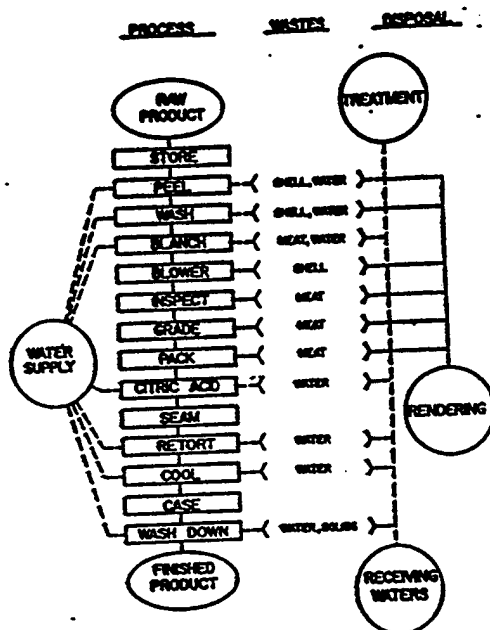 PROCESS WASTES DISPOSAL
RAW
PRODUCT
TREATMENT
STORE
PEEL SHELL, WATER
WASH SHELL, WATER
BLANCH MEAT, WATER
BLOWER SHELL
INSPECT MEAT
GRADE MEAT
PACK MEAT
WATER
SUPPLY
CITRIC ACID WATER
RENDERING
SEAM
RETORT WATER
COOL WATER
CASE
WASH DOWN WATER, SOLIDS
FINISHED
PRODUCT
RECEIVING
WATERS